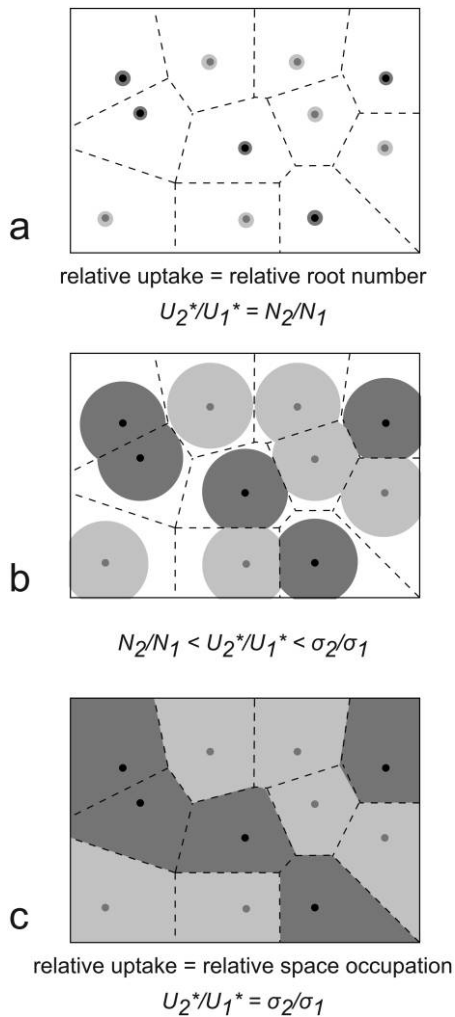 a
relative uptake = relative root number
U2*/U1* = N2/N1
b
N2/N1 < U2*/U1* < σ2/σ1
c
relative uptake = relative space occupation
U2*/U1* = σ2/σ1